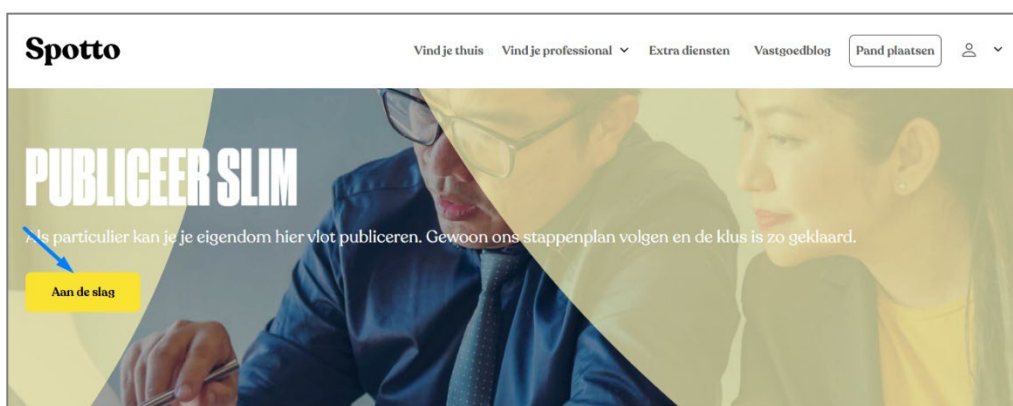 Spotto
Vind je thuis Vind je professional Extra diensten Vastgoedblog Pand plaatsen
PUBLICEER SLIM
Als particulier kan je je eigendom hier vlot publiceren. Gewoon ons stappenplan volgen en de klus is zo geklaard.
Aan de slag